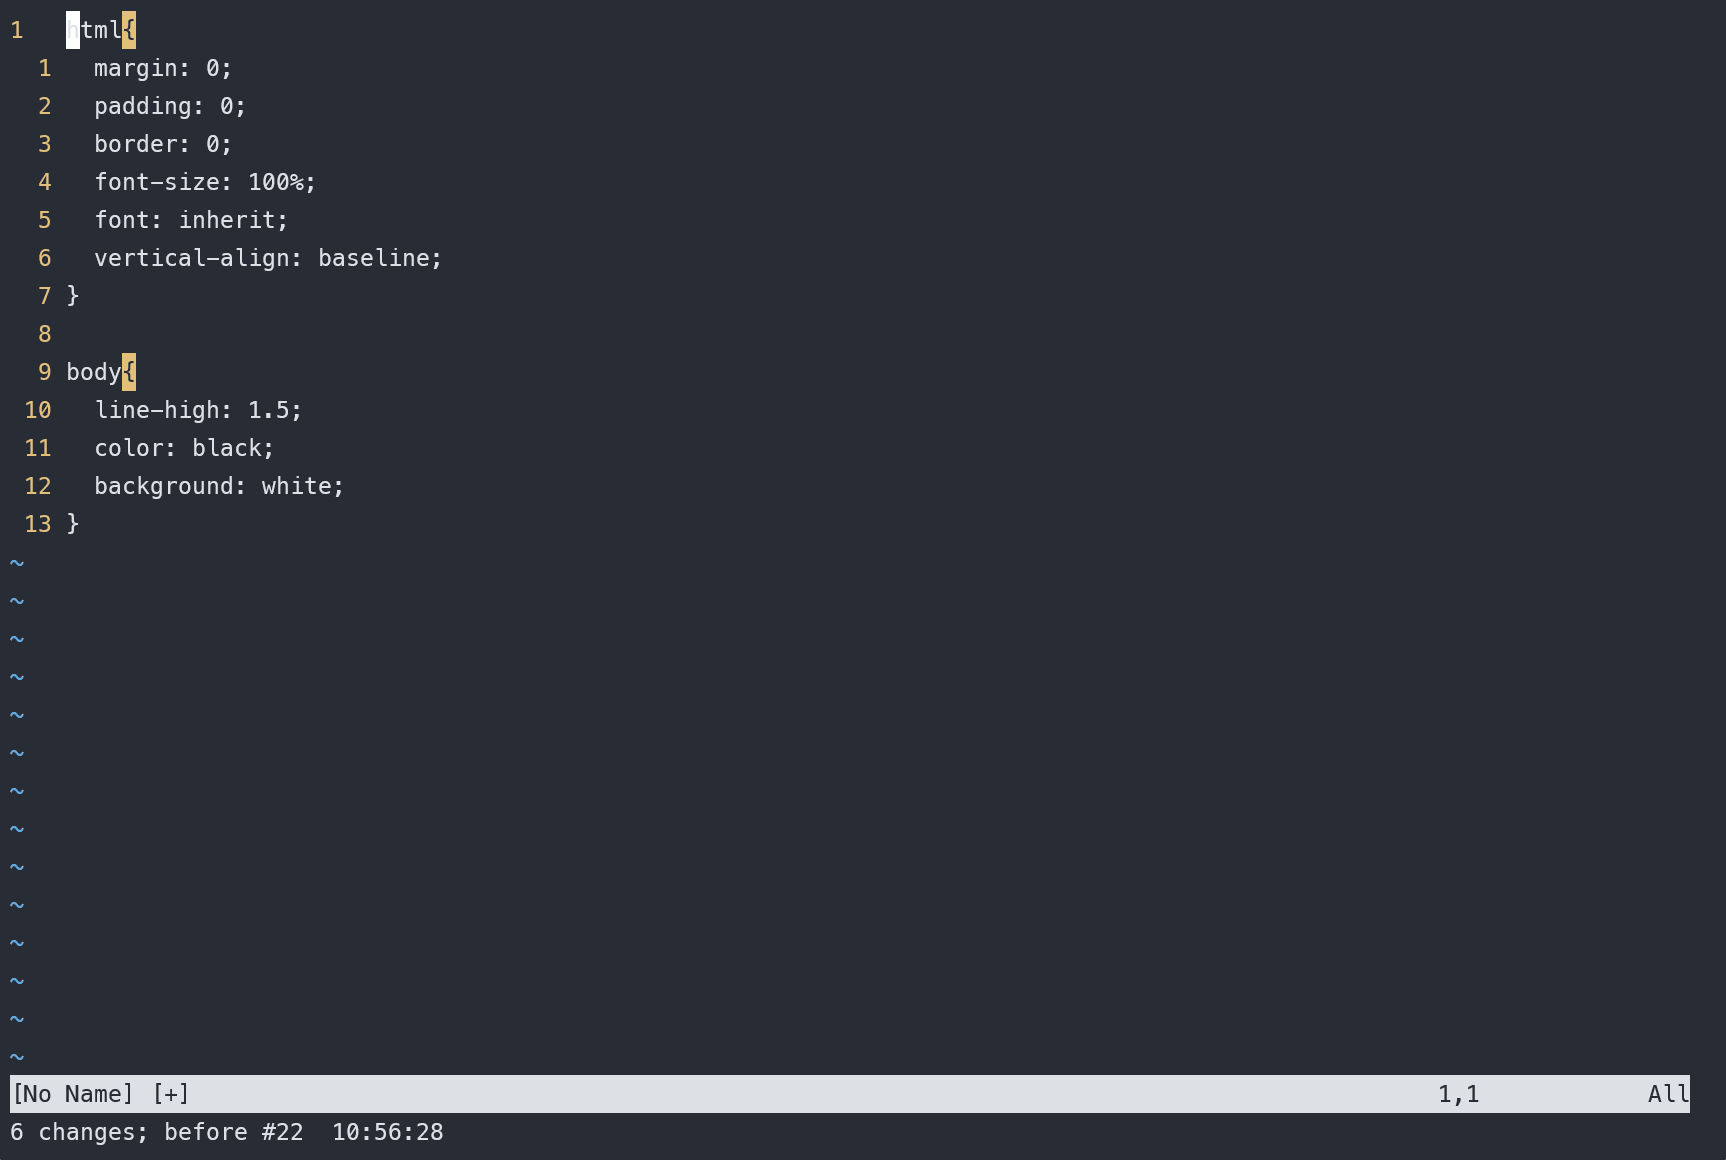 1   html{
  1   margin: 0;
  2   padding: 0;
  3   border: 0;
  4   font-size: 100%;
  5   font: inherit;
  6   vertical-align: baseline;
  7 }
  8
  9 body{
 10   line-high: 1.5;
 11   color: black;
 12   background: white;
 13 }
~
~
~
~
~
~
~
~
~
~
~
~
~
~
[No Name] [+] 1,1 All
6 changes; before #22  10:56:28